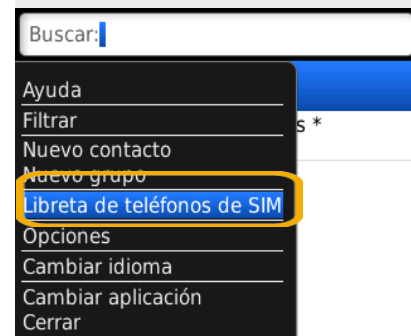 Buscar:
Ayuda
Filtrar
s *
Nuevo contacto
Nuevo grupo
Libreta de teléfonos de SIM
Opciones
Cambiar idioma
Cambiar aplicación
Cerrar